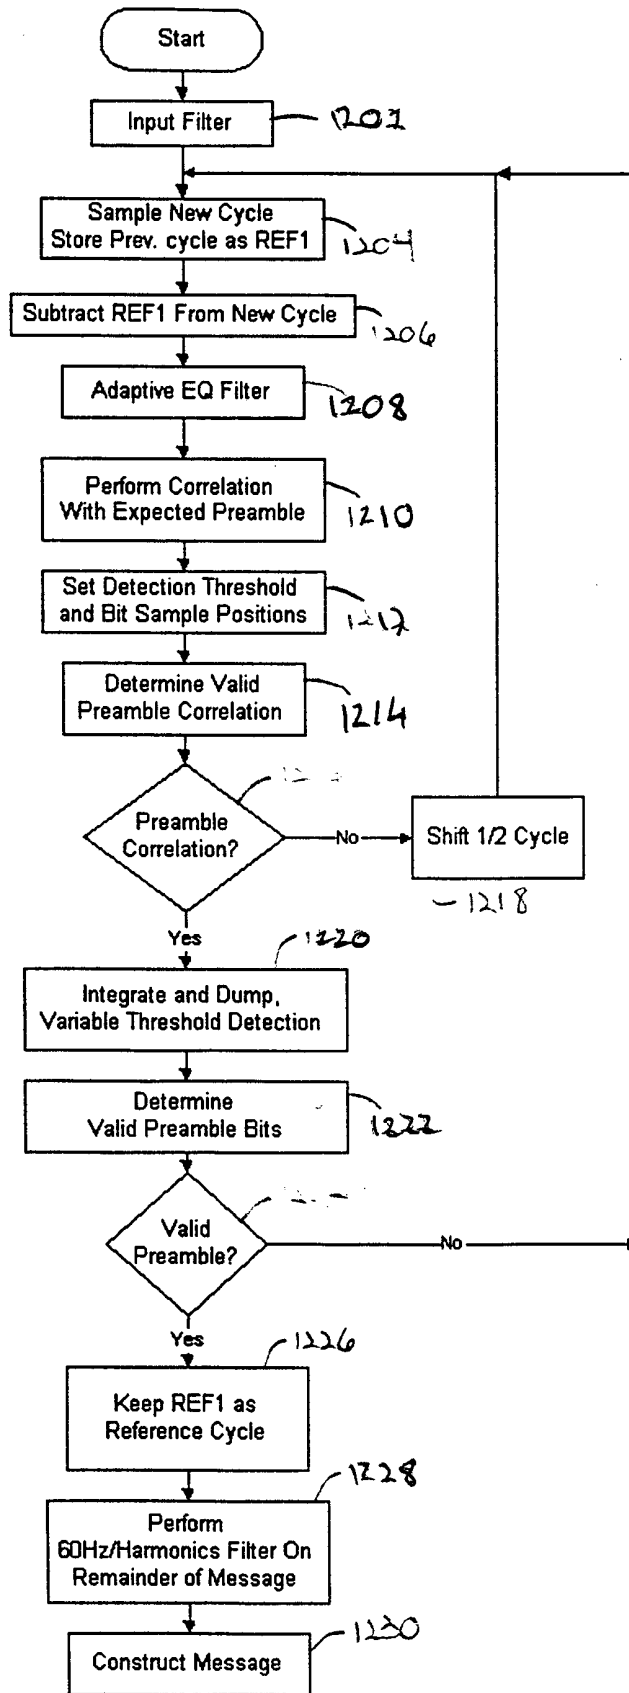 Start
Input Filter
1202
Sample New Cycle
Store Prev. cycle as REF1
1204
Subtract REF1 From New Cycle
1206
Adaptive EQ Filter
1208
Perform Correlation
With Expected Preamble
1210
Set Detection Threshold
and Bit Sample Positions
1212
Determine Valid
Preamble Correlation
1214
Preamble
Correlation?
No
Shift 1/2 Cycle
1218
Yes
1220
Integrate and Dump,
Variable Threshold Detection
Determine
Valid Preamble Bits
1222
Valid
Preamble?
No
Yes
1226
Keep REF1 as
Reference Cycle
1228
Perform
60Hz/Harmonics Filter On
Remainder of Message
1230
Construct Message